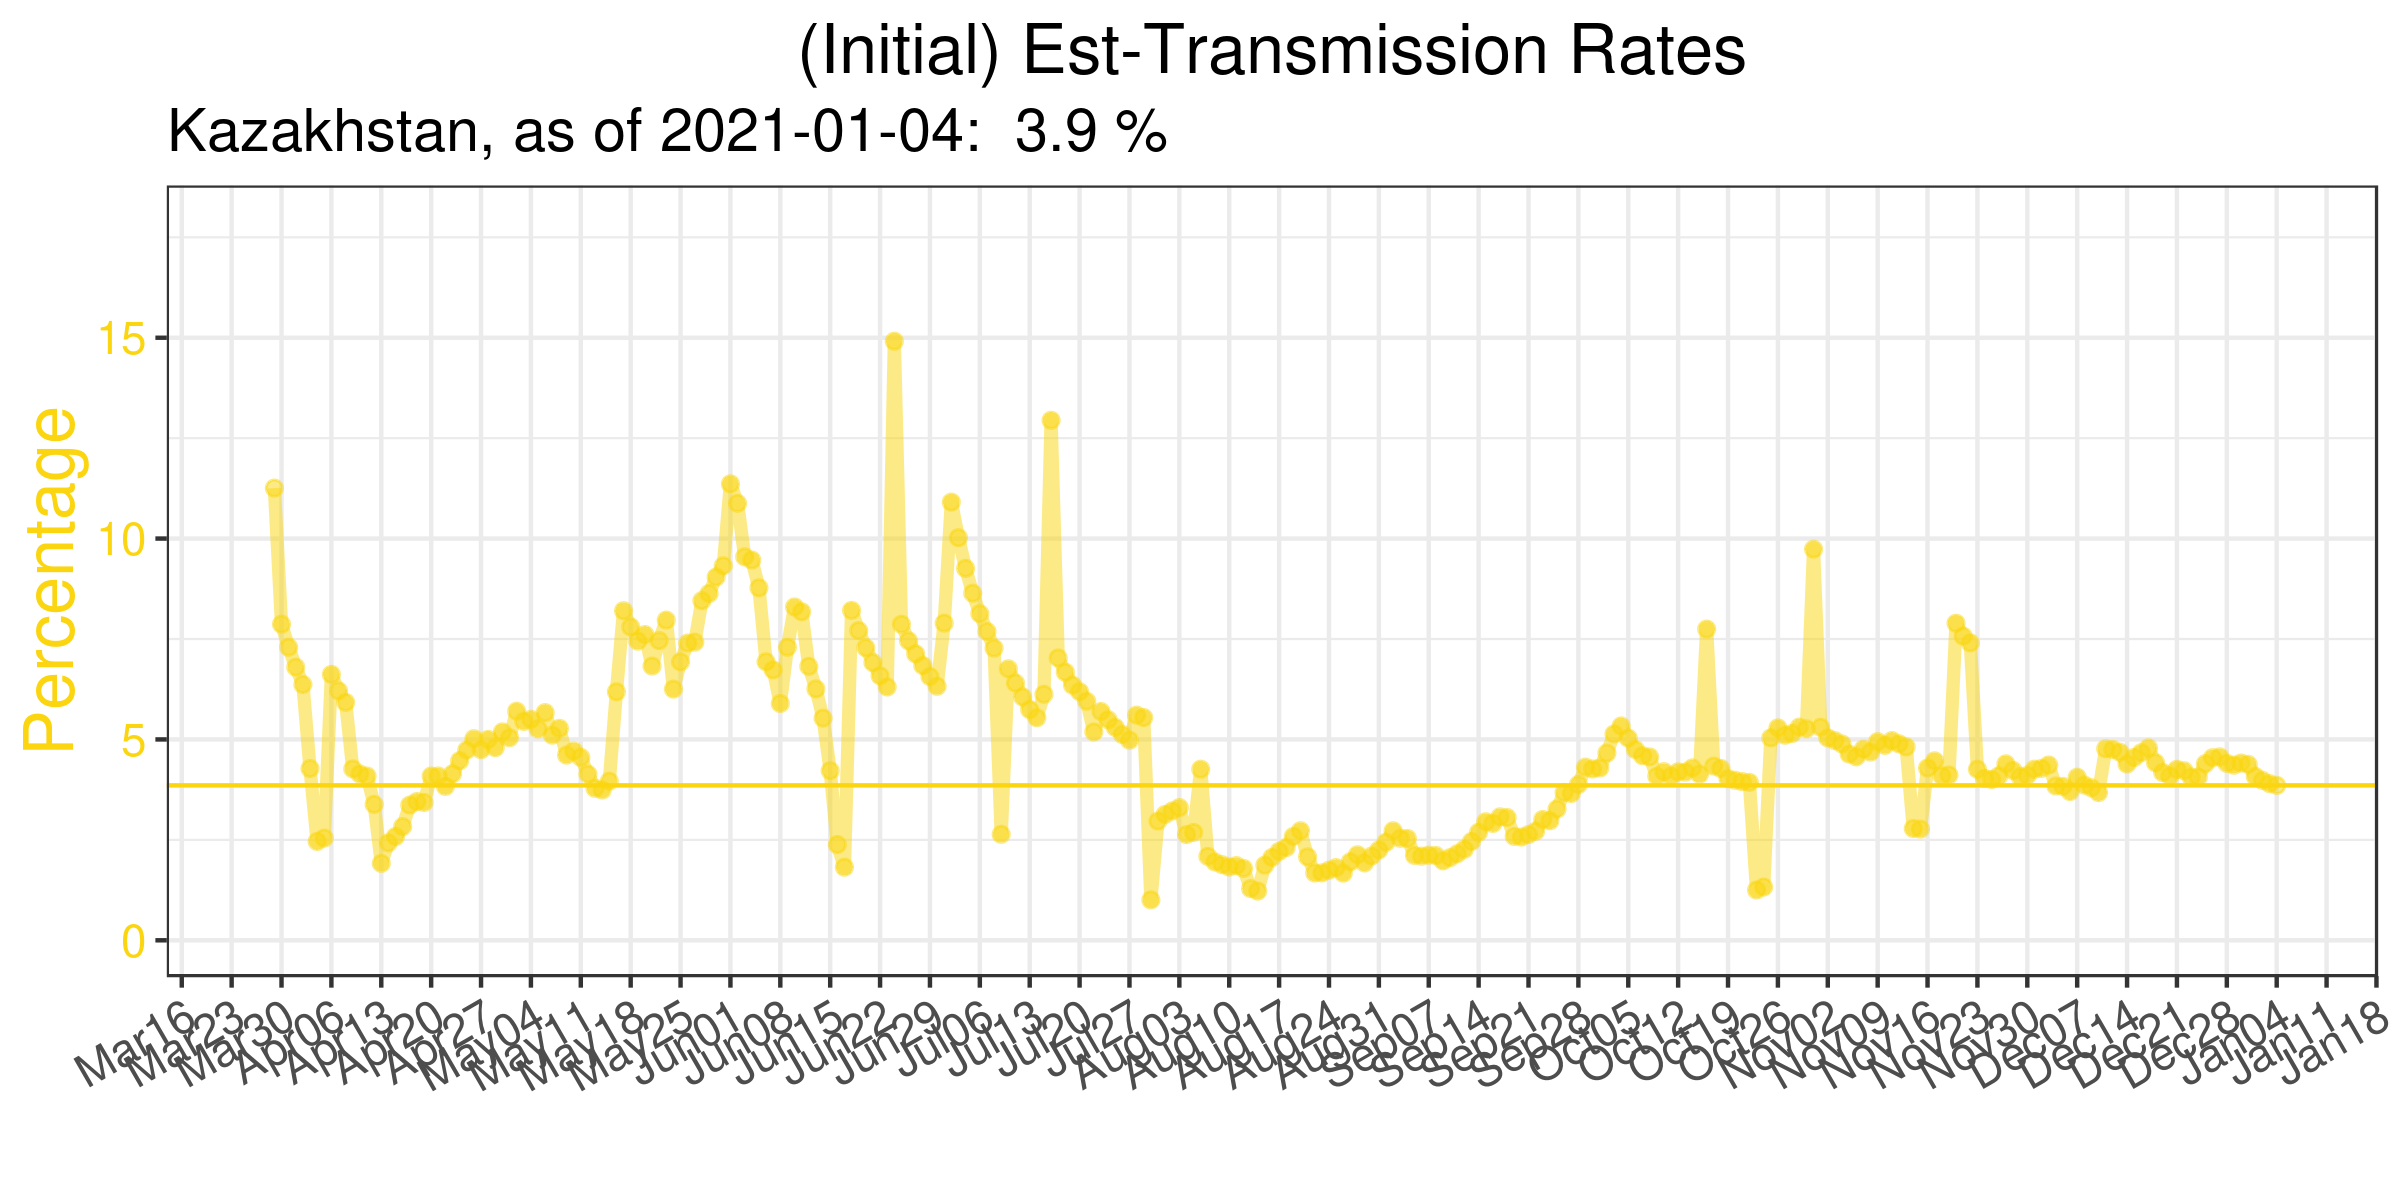 (Initial) Est-Transmission Rates
Kazakhstan, as of 2021-01-04:  3.9 %
Percentage
15
10
5
0
Mar16
Mar23
Mar30
Apr06
Apr13
Apr20
Apr27
May04
May11
May18
May25
Jun01
Jun08
Jun15
Jun22
Jun29
Jul06
Jul13
Jul20
Jul27
Aug03
Aug10
Aug17
Aug24
Aug31
Sep07
Sep14
Sep21
Sep28
Oct05
Oct12
Oct19
Oct26
Nov02
Nov09
Nov16
Nov23
Nov30
Dec07
Dec14
Dec21
Dec28
Jan04
Jan11
Jan18